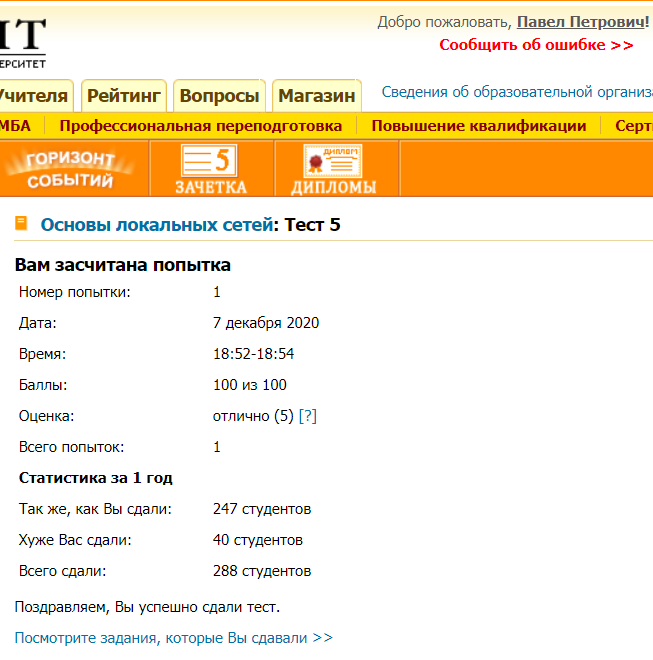 Добро пожаловать, Павел Петрович!
ИТ
ЕРСИТЕТ
Сообщить об ошибке >>
Учителя Рейтинг Вопросы Магазин Сведения об образовательной организа
МБА Профессиональная переподготовка Повышение квалификации Серт
ГОРИЗОНТ СОБЫТИЙ
5 ЗАЧЕТКА
ДИПЛОМ ДИПЛОМЫ
Основы локальных сетей: Тест 5
Вам засчитана попытка
Номер попытки: 1
Дата: 7 декабря 2020
Время: 18:52-18:54
Баллы: 100 из 100
Оценка: отлично (5) [?]
Всего попыток: 1
Статистика за 1 год
Так же, как Вы сдали: 247 студентов
Хуже Вас сдали: 40 студентов
Всего сдали: 288 студентов
Поздравляем, Вы успешно сдали тест.
Посмотрите задания, которые Вы сдавали >>